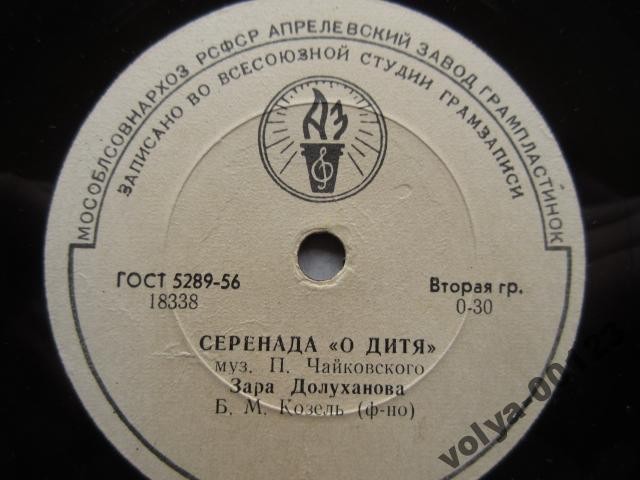 МОСОБЛСОВНАРХОЗ РСФСР АПРЕЛЕВСКИЙ ЗАВОД ГРАМПЛАСТИНОК
ЗАПИСАНО ВО ВСЕСОЮЗНОЙ СТУДИИ ГРАМЗАПИСИ
АЗ
ГОСТ 5289-56
Вторая гр.
18338
0-30
СЕРЕНАДА «О ДИТЯ»
муз. П. Чайковского
Зара Долуханова
Б. М. Козель (ф-но)
volya-00123